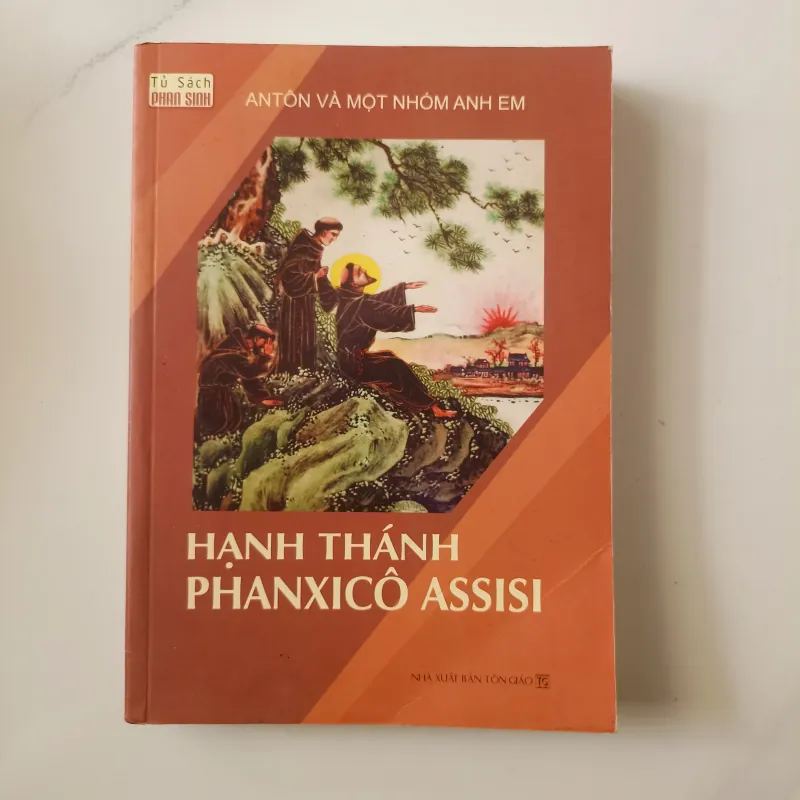 Tủ Sách
PHAN SINH
ANTÔN VÀ MỘT NHÓM ANH EM
HẠNH THÁNH
PHANXICÔ ASSISI
NHÀ XUẤT BẢN TÔN GIÁO TG